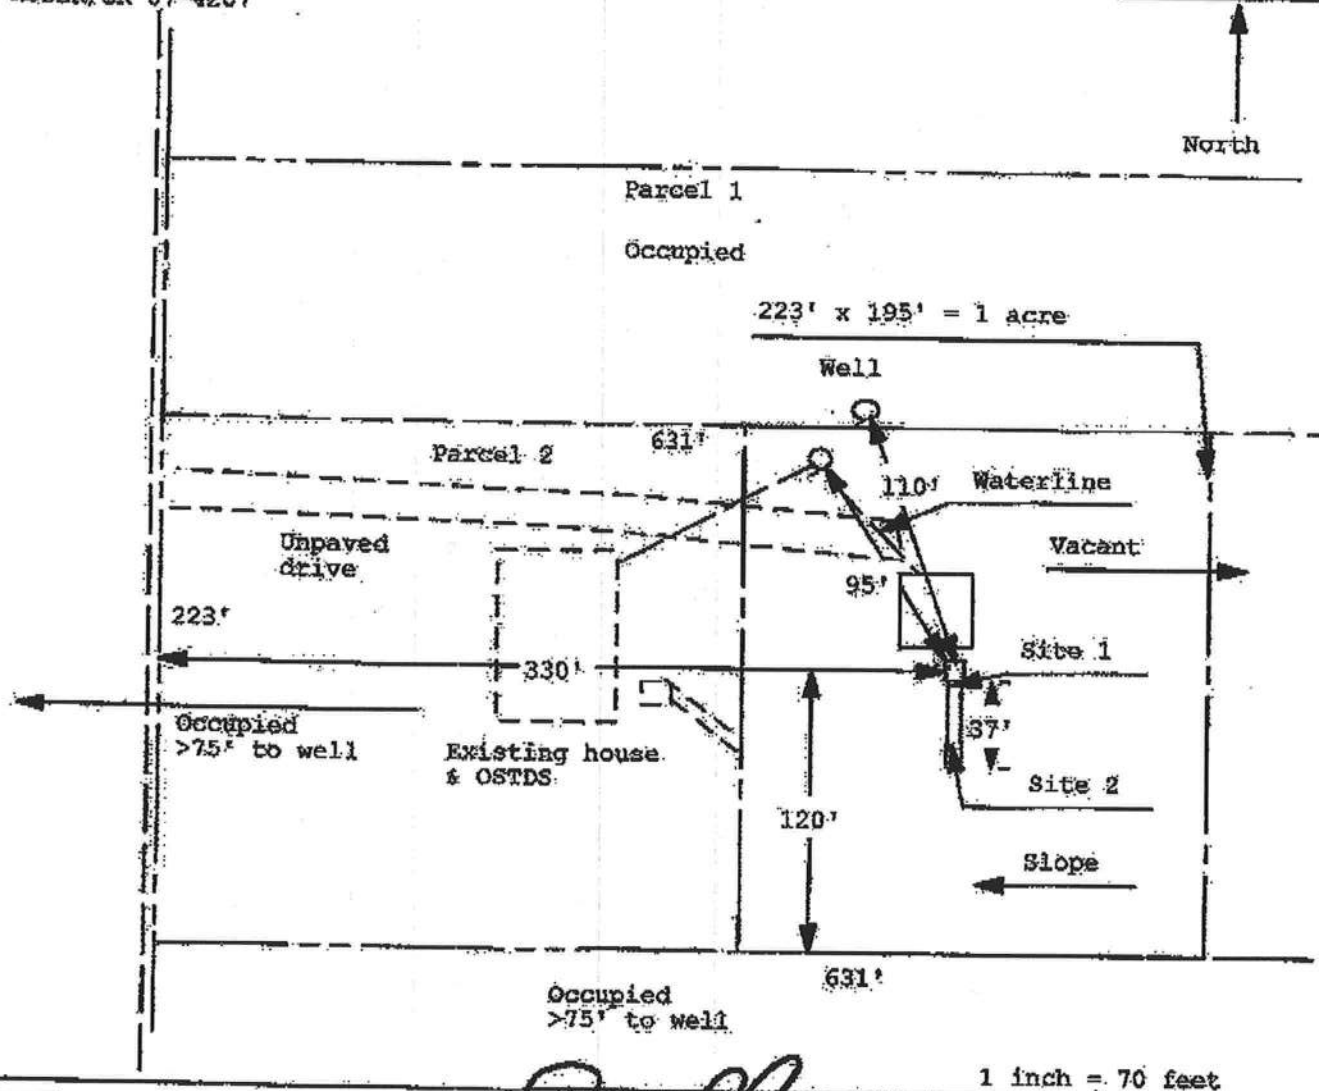 North
Parcel 1
Occupied
223' x 195' = 1 acre
Well
631'
Parcel 2
110'
Waterline
Unpaved
drive
Vacant
95'
223'
Site 1
330'
Occupied
>75' to well
37'
Existing house
& OSTDS
Site 2
120'
Slope
631'
Occupied
>75' to well
1 inch = 70 feet